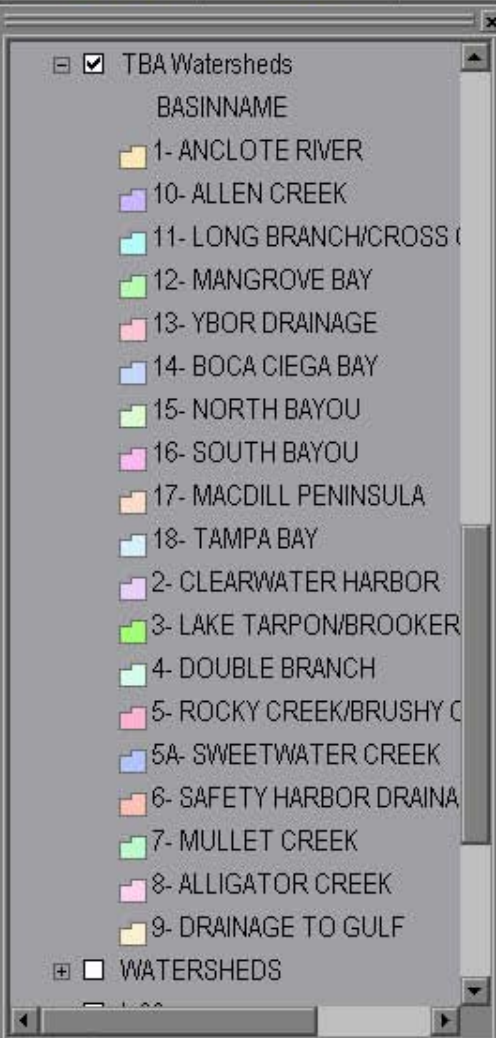 TBA Watersheds
BASINNAME
1- ANCLOTE RIVER
10- ALLEN CREEK
11- LONG BRANCH/CROSS
12- MANGROVE BAY
13- YBOR DRAINAGE
14- BOCA CIEGA BAY
15- NORTH BAYOU
16- SOUTH BAYOU
17- MACDILL PENINSULA
18- TAMPA BAY
2- CLEARWATER HARBOR
3- LAKE TARPON/BROOKER
4- DOUBLE BRANCH
5- ROCKY CREEK/BRUSHY
5A- SWEETWATER CREEK
6- SAFETY HARBOR DRAINA
7- MULLET CREEK
8- ALLIGATOR CREEK
9- DRAINAGE TO GULF
WATERSHEDS